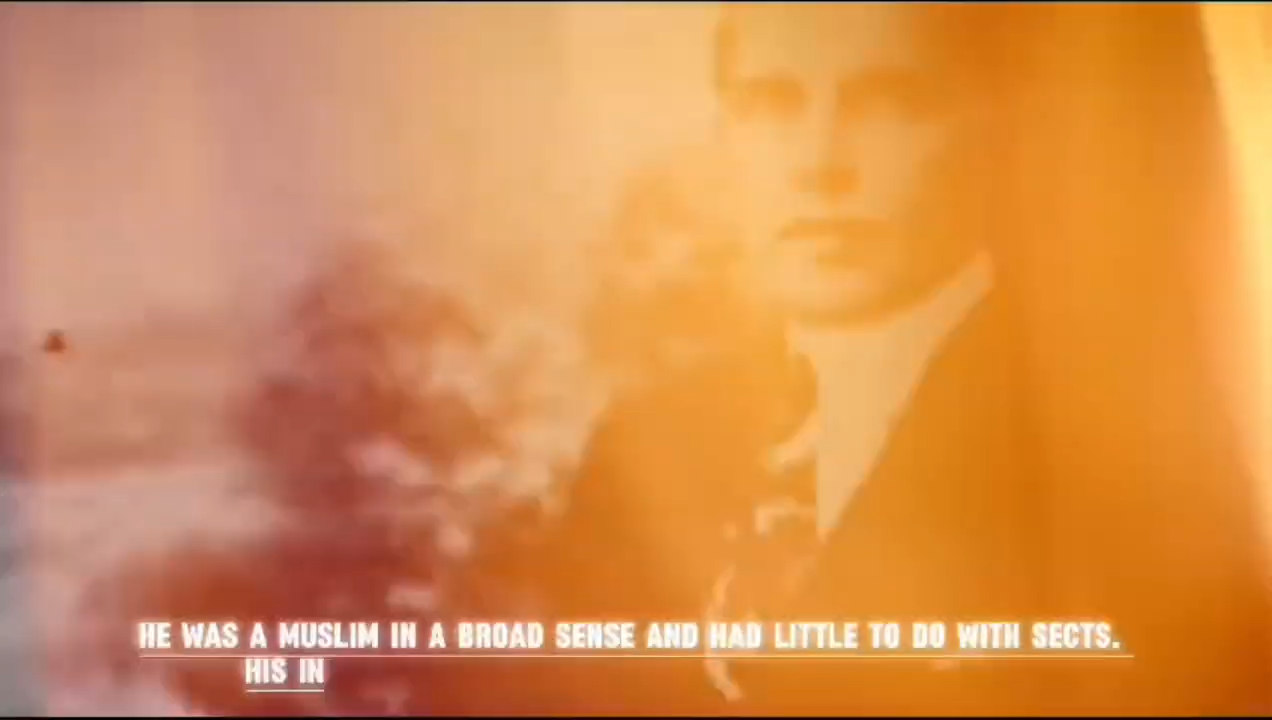 HE WAS A MUSLIM IN A BROAD SENSE AND HAD LITTLE TO DO WITH SECTS.
HIS IN